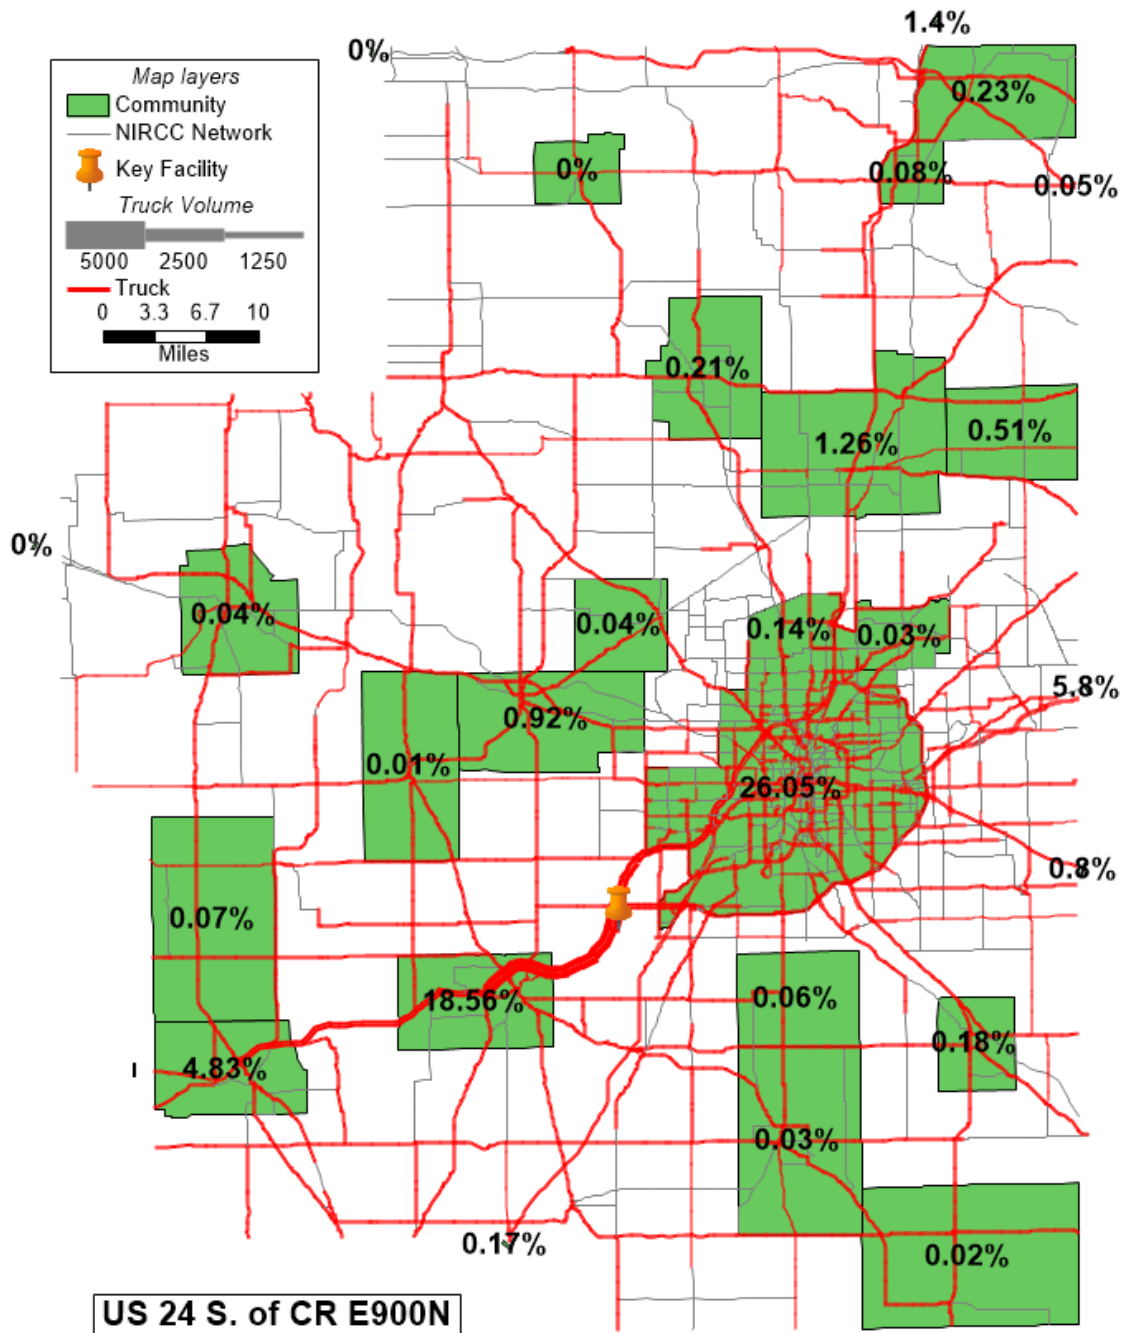 1.4%
0%
Map layers
Community
NIRCC Network
Key Facility
Truck Volume
5000 2500 1250
Truck
0 3.3 6.7 10
Miles
0.23%
0%
0.08%
0.05%
0.21%
1.26%
0.51%
0%
0.04%
0.04%
0.14%
0.03%
5.8%
0.92%
0.01%
26.05%
0.8%
0.07%
18.56%
0.06%
0.18%
4.83%
0.03%
0.17%
0.02%
US 24 S. of CR E900N